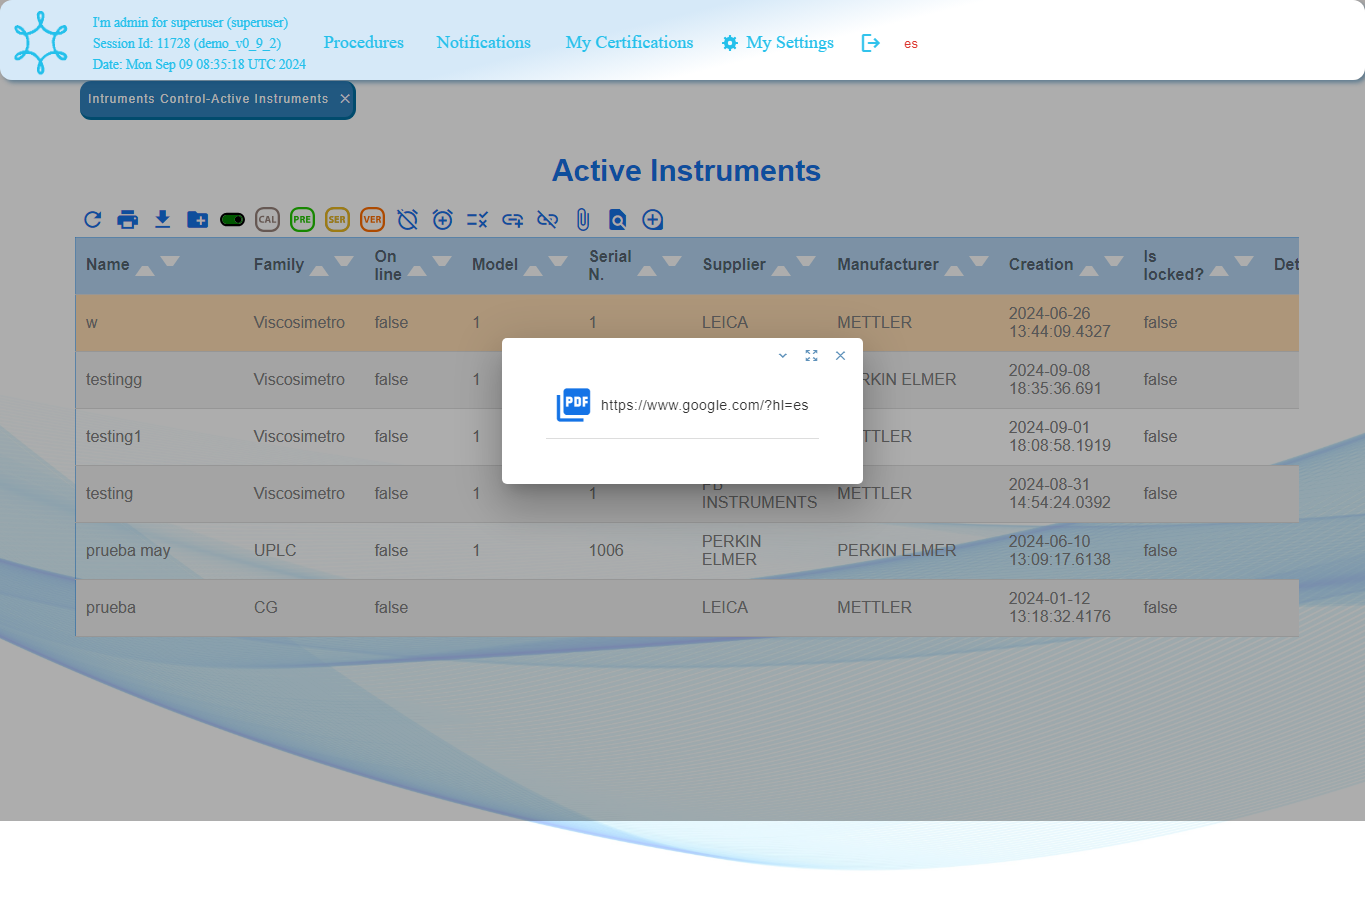 I'm admin for superuser (superuser)
Session Id: 11728 (demo_v0_9_2)
Date: Mon Sep 09 08:35:18 UTC 2024
Procedures Notifications My Certifications My Settings es
Intruments Control-Active Instruments
Active Instruments
CAL PRE SER VER
Name Family On line Model Serial N. Supplier Manufacturer Creation Is locked? Det
w Viscosimetro false 1 1 LEICA METTLER 2024-06-26 13:44:09.4327 false
testingg Viscosimetro false 1 RKIN ELMER 2024-09-08 18:35:36.691 false
testing1 Viscosimetro false 1 TTLER 2024-09-01 18:08:58.1919 false
testing Viscosimetro false 1 1 PB INSTRUMENTS METTLER 2024-08-31 14:54:24.0392 false
prueba may UPLC false 1 1006 PERKIN ELMER PERKIN ELMER 2024-06-10 13:09:17.6138 false
prueba CG false LEICA METTLER 2024-01-12 13:18:32.4176 false
PDF https://www.google.com/?hl=es